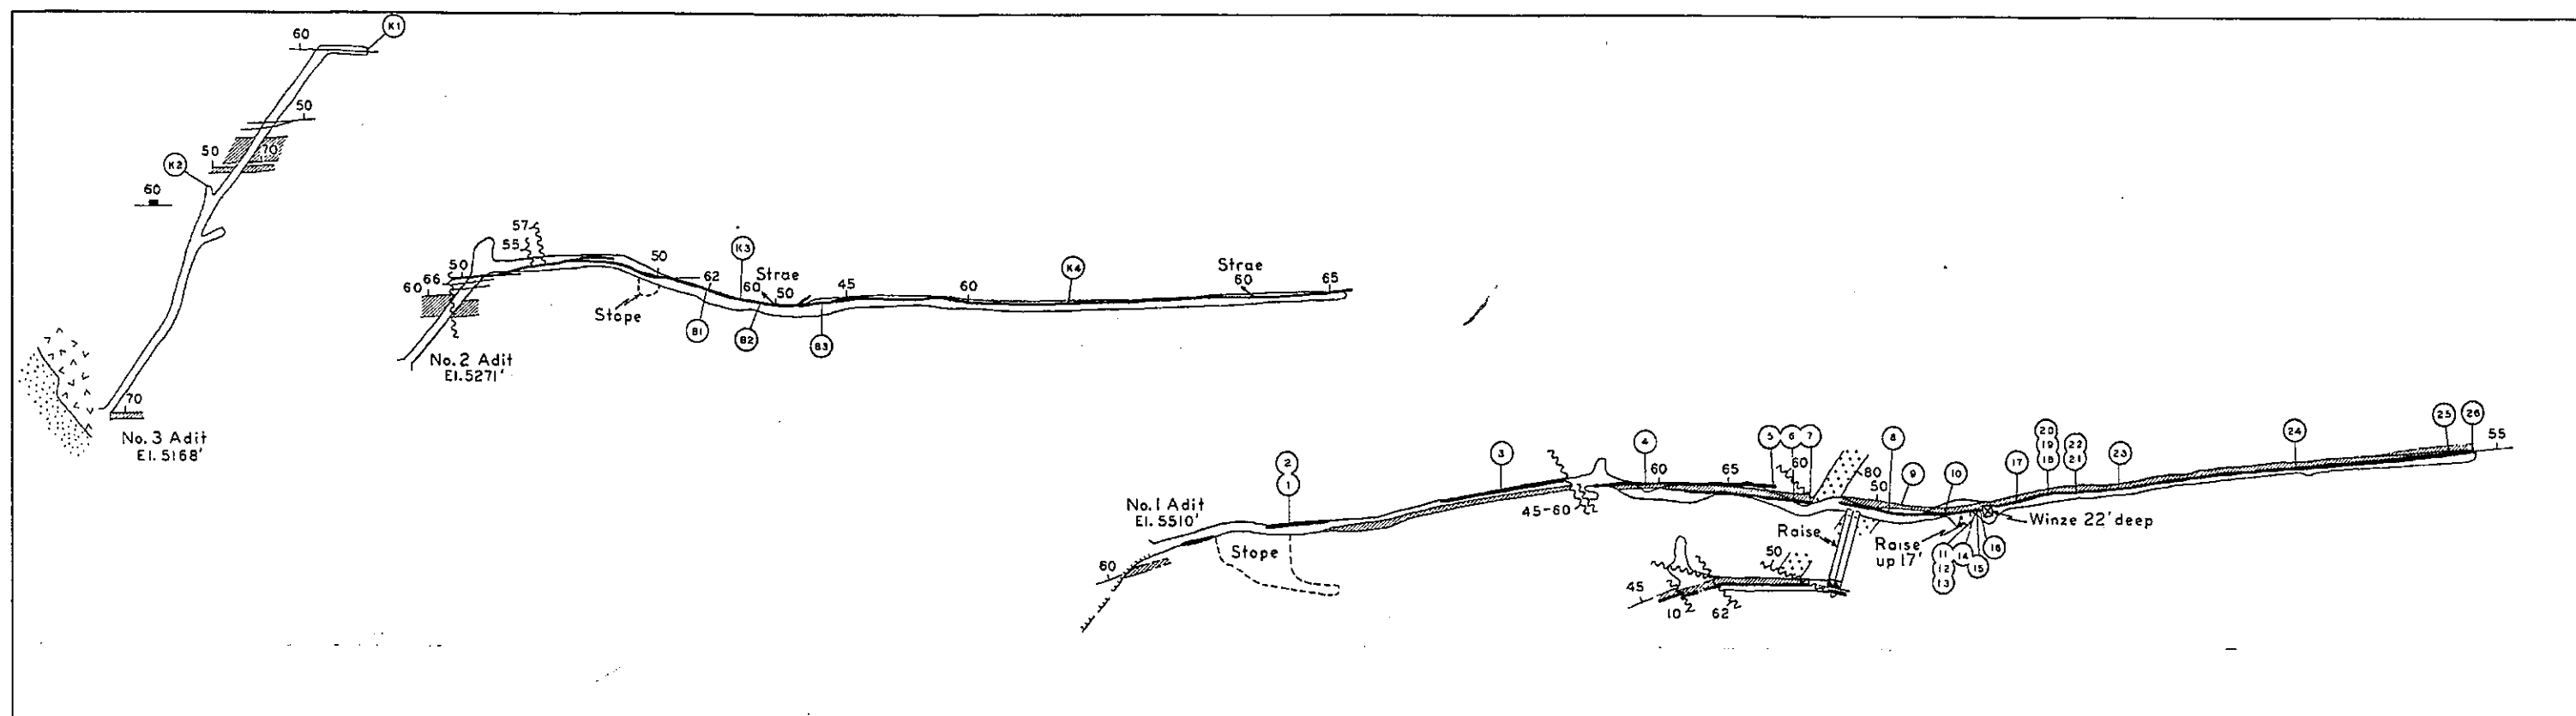 60
K1
50
50
70
K2
60
70
No. 3 Adit
El. 5168'
57
55
50
66
60
Stope
50
62
K3
Strae
60
50
45
60
K4
Strae
60
65
B1
B2
B3
No. 2 Adit
El. 5271'
No. 1 Adit
El. 5510'
60
2
1
Stope
3
45-60
4
60
65
5
6
7
60
80
8
50
9
10
17
20
19
18
22
21
23
24
25
26
55
Winze 22' deep
Raise
Raise
up 17'
11
12
13
14
15
16
50
45
10
62